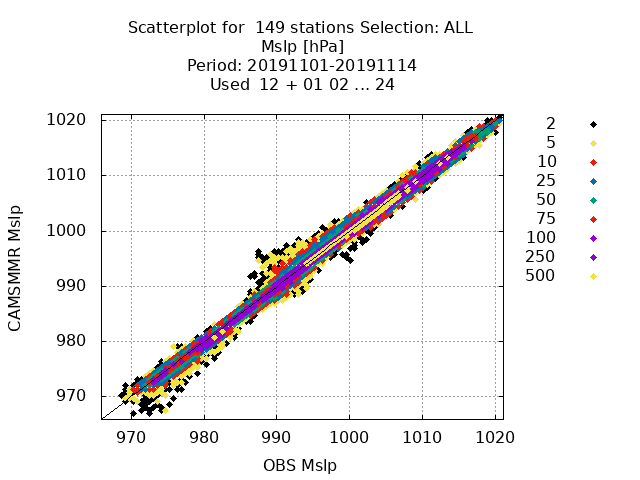 Scatterplot for  149 stations Selection: ALL
Mslp [hPa]
Period: 20191101-20191114
Used  12 + 01 02 ... 24
1020
1010
1000
990
980
970
CAMSMMR Mslp
970 980 990 1000 1010 1020
OBS Mslp
2
5
10
25
50
75
100
250
500